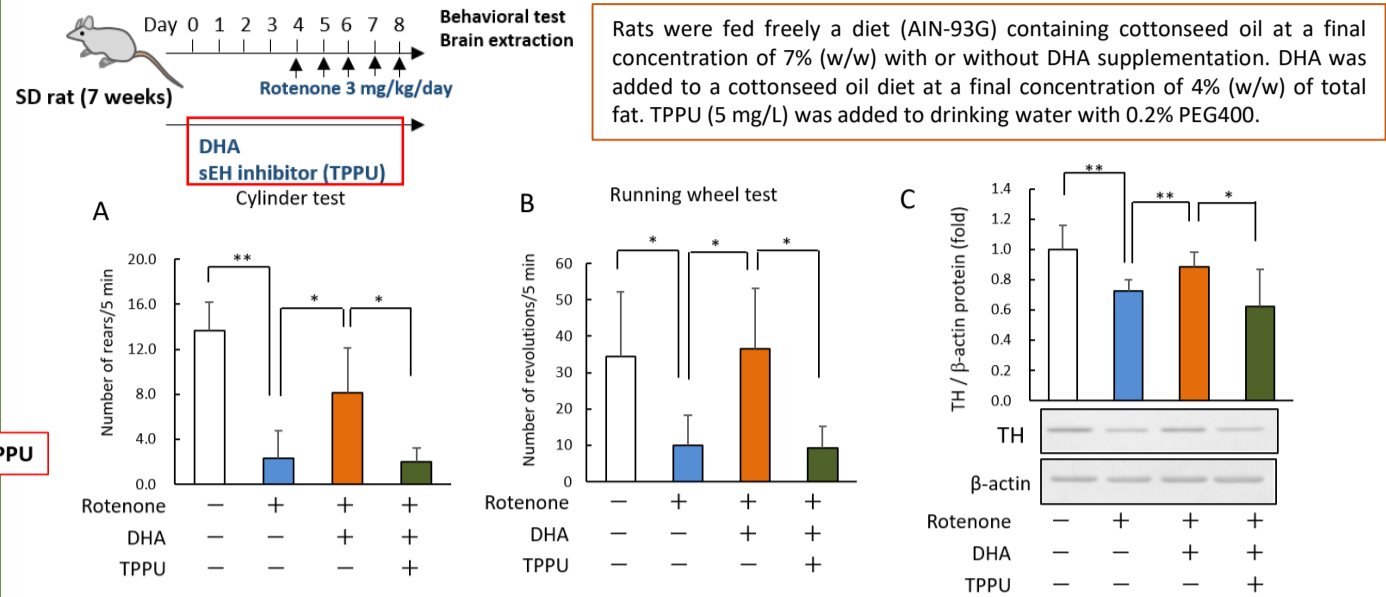 Day 0 1 2 3 4 5 6 7 8
Behavioral test
Brain extraction
Rotenone 3 mg/kg/day
SD rat (7 weeks)
DHA
sEH inhibitor (TPPU)
Rats were fed freely a diet (AIN-93G) containing cottonseed oil at a final
concentration of 7% (w/w) with or without DHA supplementation. DHA was
added to a cottonseed oil diet at a final concentration of 4% (w/w) of total
fat. TPPU (5 mg/L) was added to drinking water with 0.2% PEG400.
PPU
A
Cylinder test
Number of rears/5 min
20.0
16.0
12.0
8.0
4.0
0.0
**
*
*
Rotenone − + + +
DHA − − + +
TPPU − − − +
B
Running wheel test
Number of revolutions/5 min
60
50
40
30
20
10
0
*
*
*
Rotenone − + + +
DHA − − + +
TPPU − − − +
C
TH / β-actin protein (fold)
1.4
1.2
1.0
0.8
0.6
0.4
0.2
0.0
**
**
*
TH
β-actin
Rotenone − + + +
DHA − − + +
TPPU − − − +